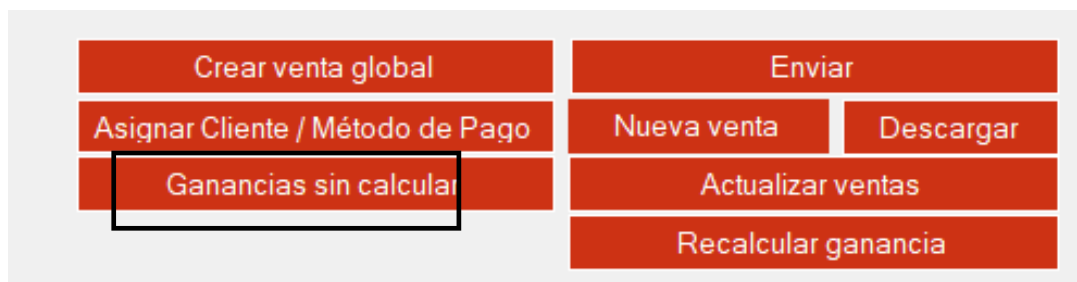 Crear venta global
Enviar
Asignar Cliente / Método de Pago
Nueva venta
Descargar
Ganancias sin calcular
Actualizar ventas
Recalcular ganancia